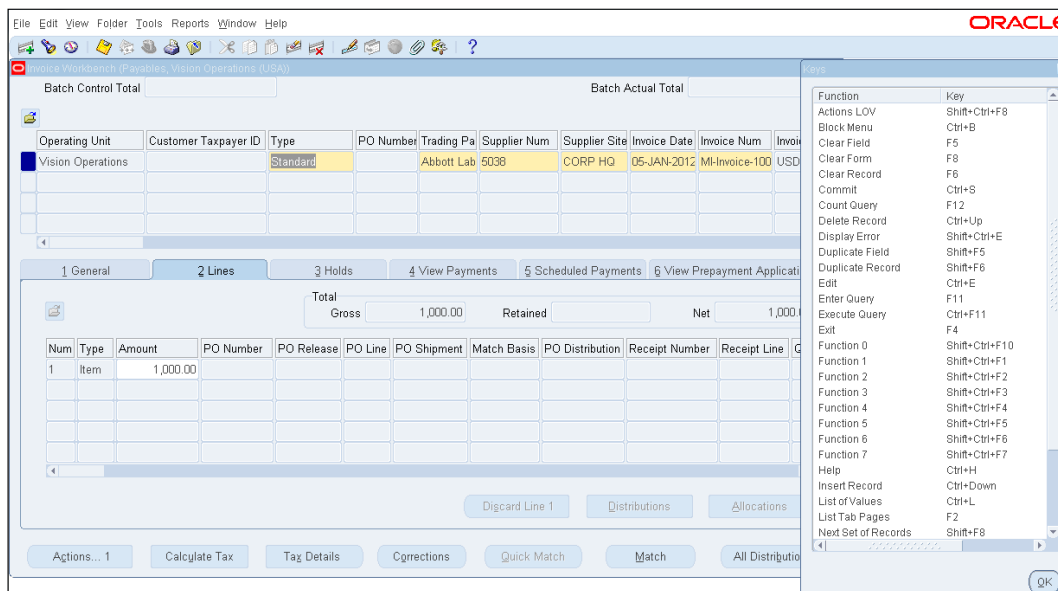 File Edit View Folder Tools Reports Window Help
ORACLE
Invoice Workbench (Payables, Vision Operations (USA))
Keys
Batch Control Total
Batch Actual Total
Operating Unit Customer Taxpayer ID Type PO Number Trading Pa Supplier Num Supplier Site Invoice Date Invoice Num Invoi
Vision Operations Standard Abbott Lab 5038 CORP HQ 05-JAN-2012 MI-Invoice-100 USD
1 General 2 Lines 3 Holds 4 View Payments 5 Scheduled Payments 6 View Prepayment Applicati
Total
Gross 1,000.00 Retained Net 1,000.
Num Type Amount PO Number PO Release PO Line PO Shipment Match Basis PO Distribution Receipt Number Receipt Line Q
1 Item 1,000.00
Discard Line 1 Distributions Allocations
Actions... 1 Calculate Tax Tax Details Corrections Quick Match Match All Distributio
Function Key
Actions LOV Shift+Ctrl+F8
Block Menu Ctrl+B
Clear Field F5
Clear Form F8
Clear Record F6
Commit Ctrl+S
Count Query F12
Delete Record Ctrl+Up
Display Error Shift+Ctrl+E
Duplicate Field Shift+F5
Duplicate Record Shift+F6
Edit Ctrl+E
Enter Query F11
Execute Query Ctrl+F11
Exit F4
Function 0 Shift+Ctrl+F10
Function 1 Shift+Ctrl+F1
Function 2 Shift+Ctrl+F2
Function 3 Shift+Ctrl+F3
Function 4 Shift+Ctrl+F4
Function 5 Shift+Ctrl+F5
Function 6 Shift+Ctrl+F6
Function 7 Shift+Ctrl+F7
Help Ctrl+H
Insert Record Ctrl+Down
List of Values Ctrl+L
List Tab Pages F2
Next Set of Records Shift+F8
OK